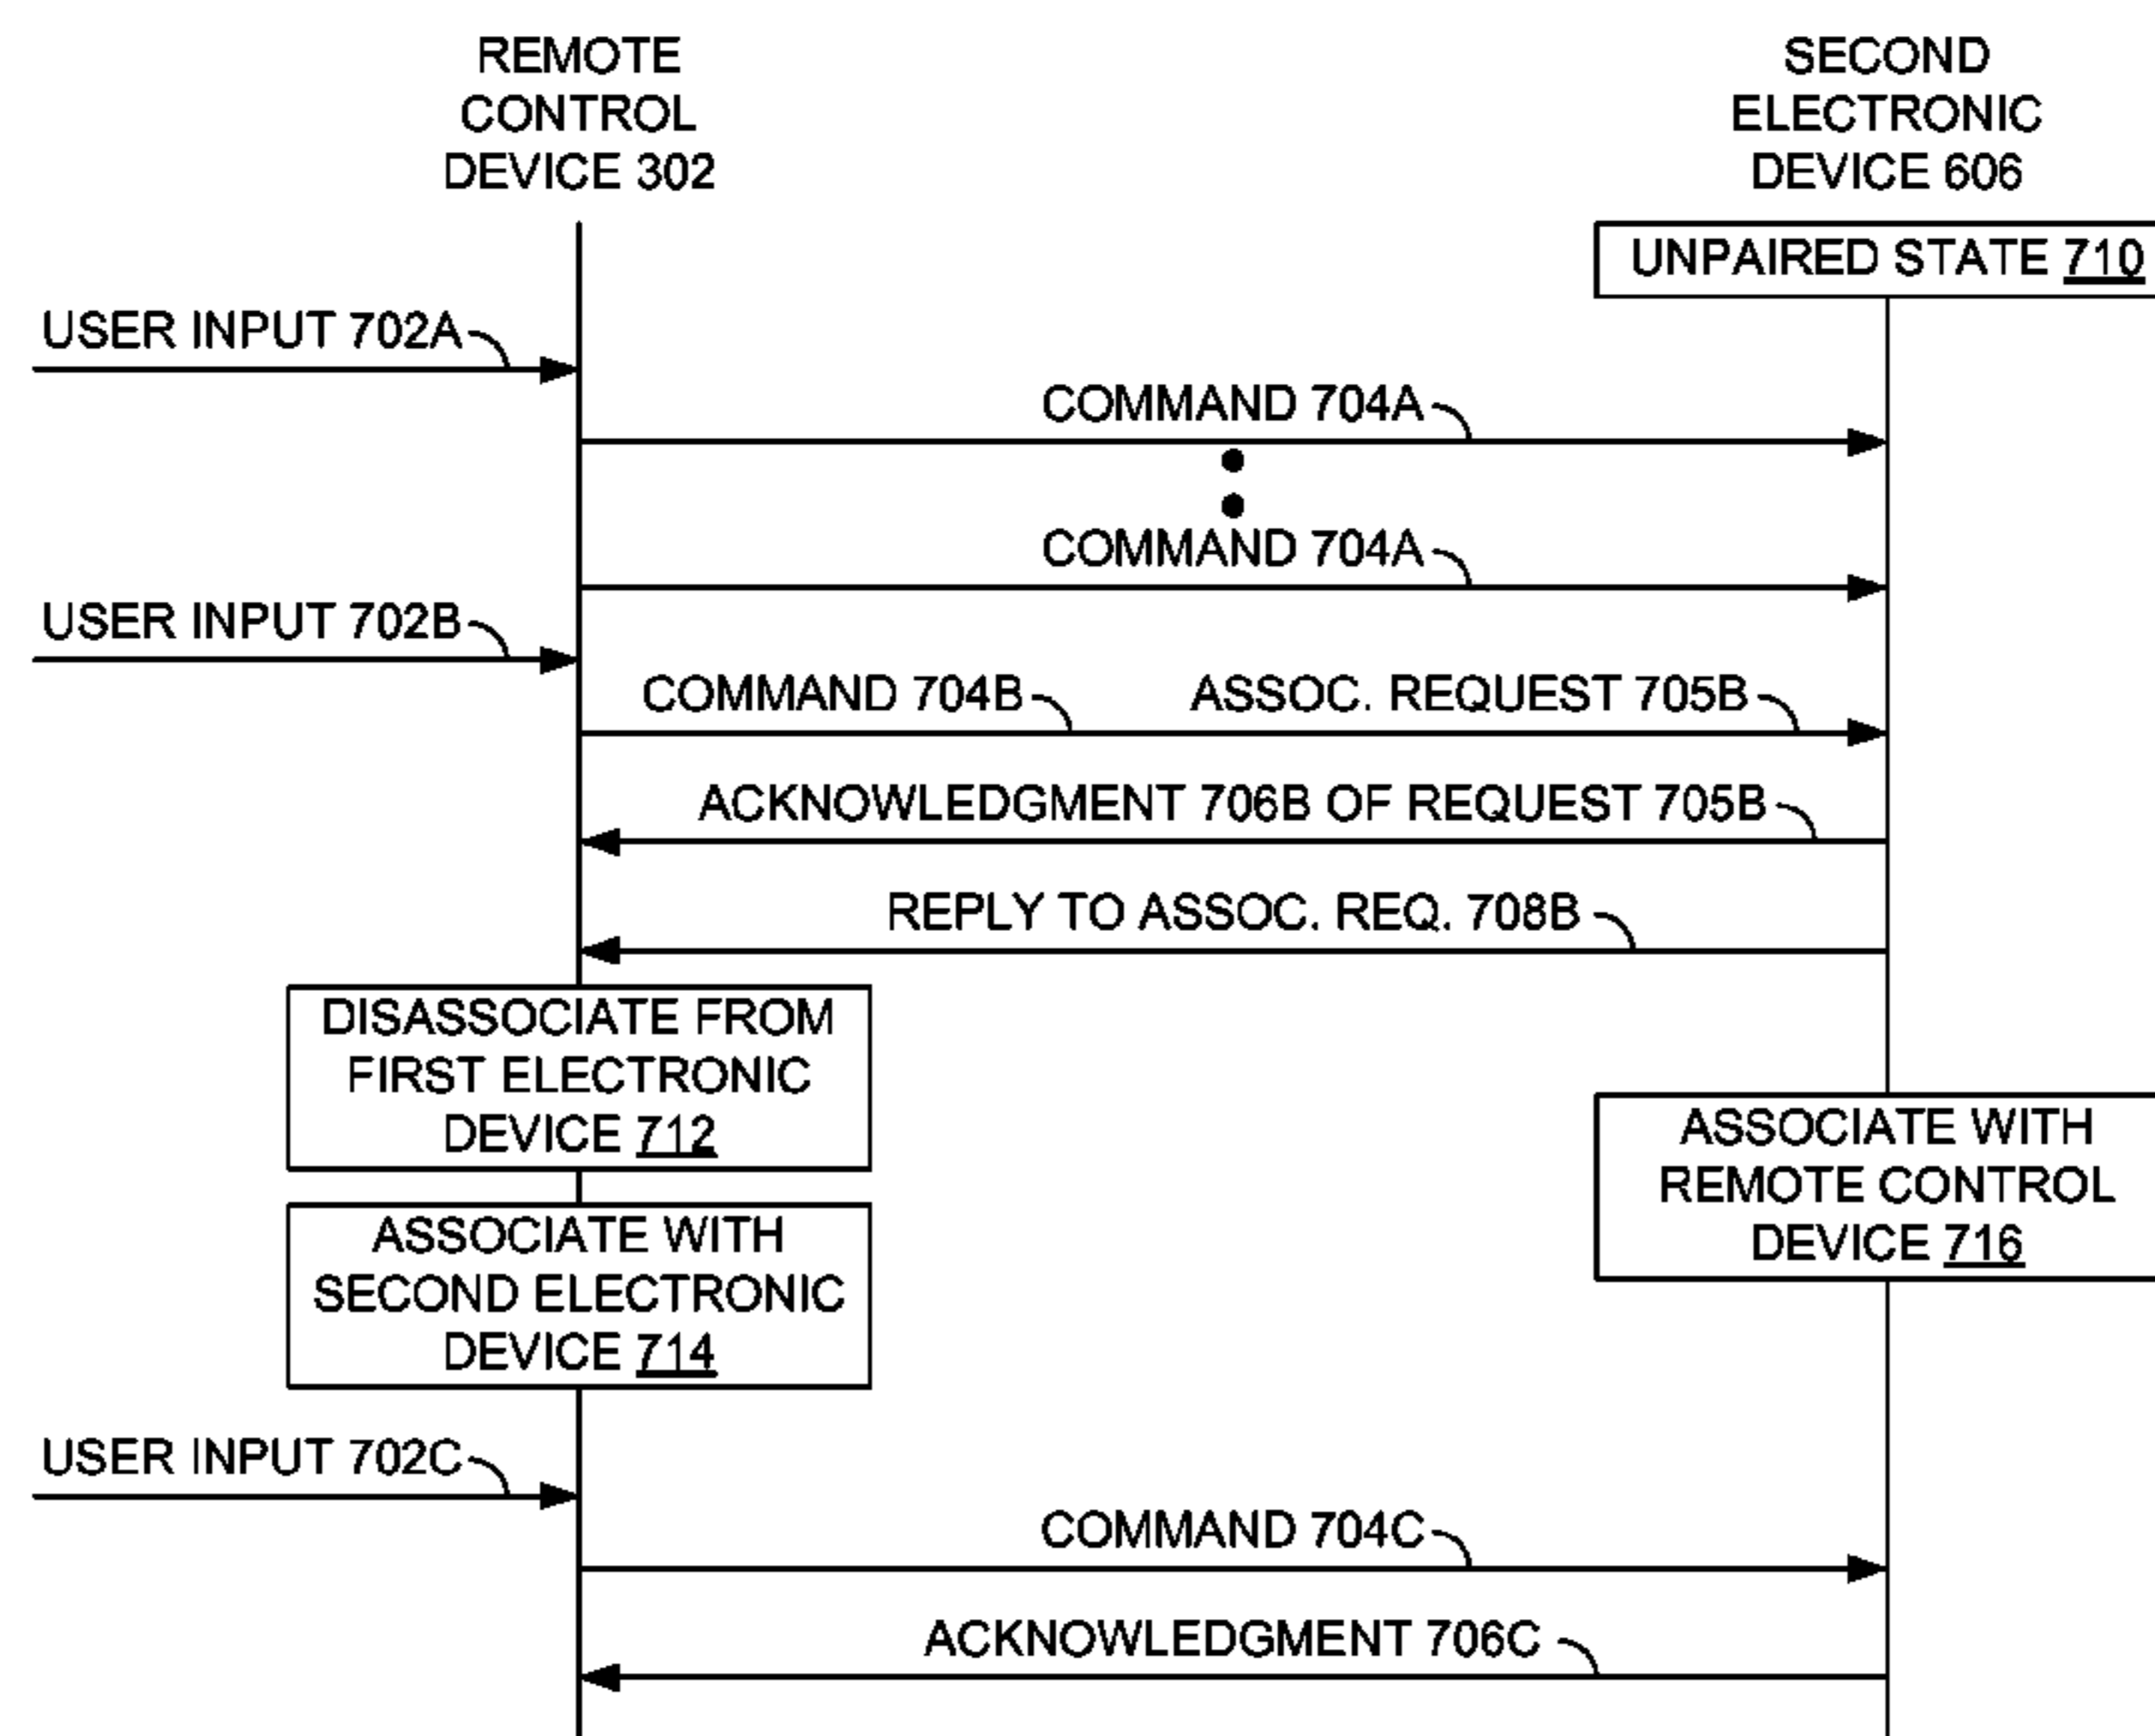 REMOTE
CONTROL
DEVICE 302
SECOND
ELECTRONIC
DEVICE 606
UNPAIRED STATE 710
USER INPUT 702A
COMMAND 704A
COMMAND 704A
USER INPUT 702B
COMMAND 704B
ASSOC. REQUEST 705B
ACKNOWLEDGMENT 706B OF REQUEST 705B
REPLY TO ASSOC. REQ. 708B
DISASSOCIATE FROM
FIRST ELECTRONIC
DEVICE 712
ASSOCIATE WITH
REMOTE CONTROL
DEVICE 716
ASSOCIATE WITH
SECOND ELECTRONIC
DEVICE 714
USER INPUT 702C
COMMAND 704C
ACKNOWLEDGMENT 706C